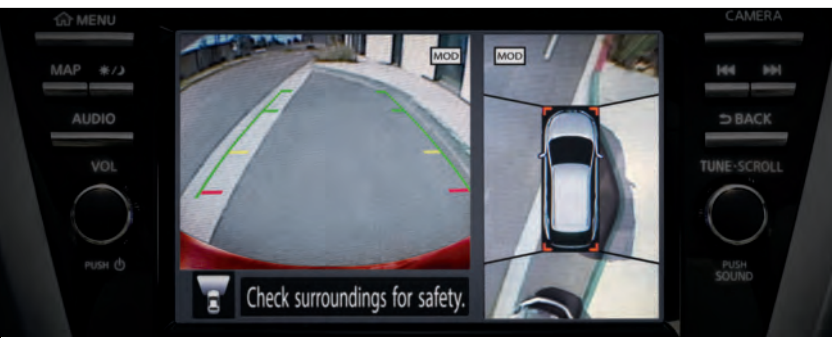 MENU
MAP
AUDIO
VOL
PUSH
MOD
MOD
Check surroundings for safety.
CAMERA
BACK
TUNE·SCROLL
PUSH
SOUND